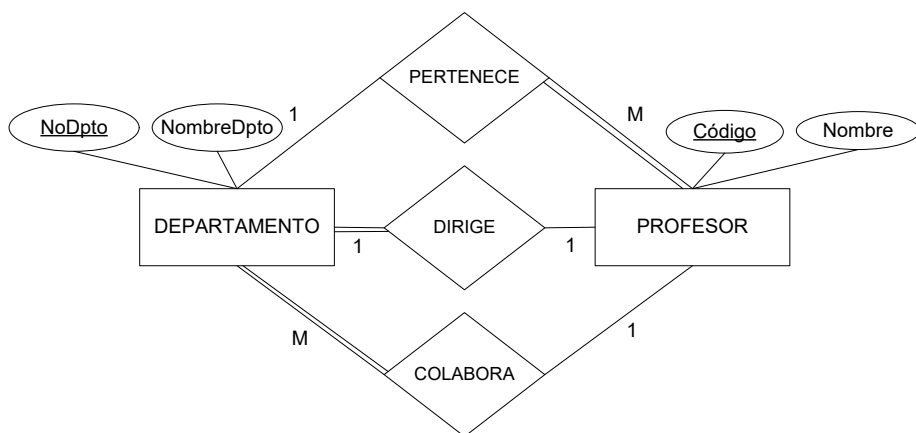 PERTENECE
1
M
NoDpto
NombreDpto
Código
Nombre
DEPARTAMENTO
1
DIRIGE
1
PROFESOR
M
COLABORA
1